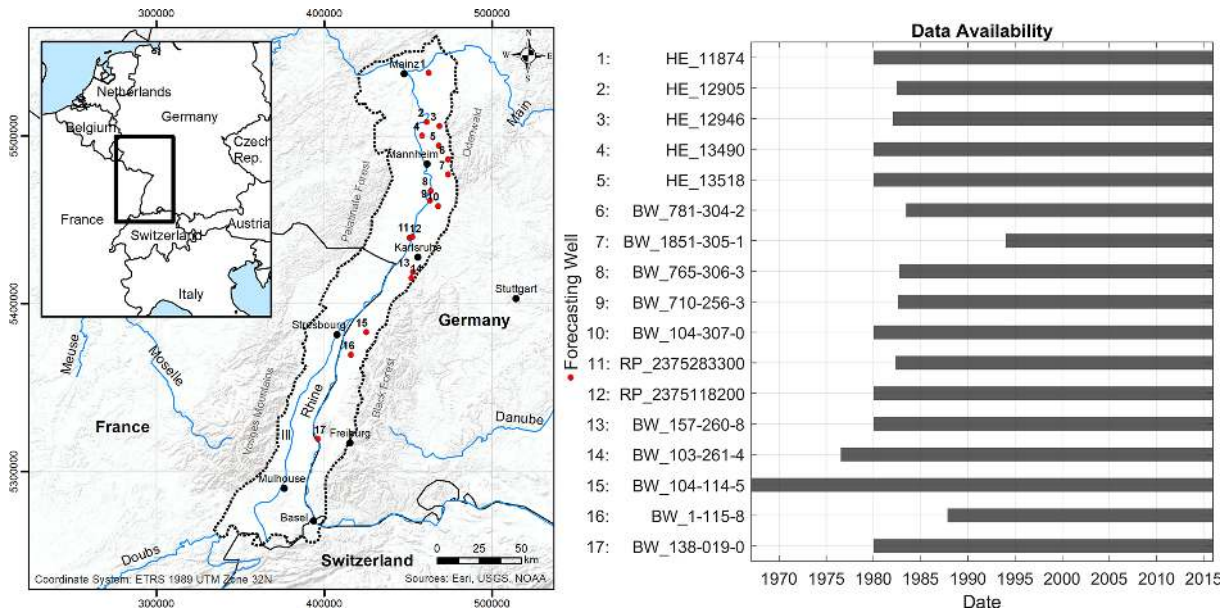 300000 400000 500000
5500000
5400000
5300000
Netherlands
Belgium
Germany
Czech
Rep.
France
Austria
Switzerland
Italy
N
W E
S
Mainz
1
2
3
4
5
6
7
Mannheim
8
9
10
11
12
Karlsruhe
13
14
Stuttgart
Strasbourg
15
16
17
Freiburg
Mulhouse
Basel
Main
Odenwald
Palatinate Forest
Germany
Meuse
Moselle
Vosges Mountains
Ill
Rhine
Black Forest
Danube
France
Doubs
Switzerland
0 25 50
km
Coordinate System: ETRS 1989 UTM Zone 32N
Sources: Esri, USGS, NOAA
300000 400000 500000
Data Availability
Forecasting Well
1: HE_11874
2: HE_12905
3: HE_12946
4: HE_13490
5: HE_13518
6: BW_781-304-2
7: BW_1851-305-1
8: BW_765-306-3
9: BW_710-256-3
10: BW_104-307-0
11: RP_2375283300
12: RP_2375118200
13: BW_157-260-8
14: BW_103-261-4
15: BW_104-114-5
16: BW_1-115-8
17: BW_138-019-0
1970 1975 1980 1985 1990 1995 2000 2005 2010 2015
Date